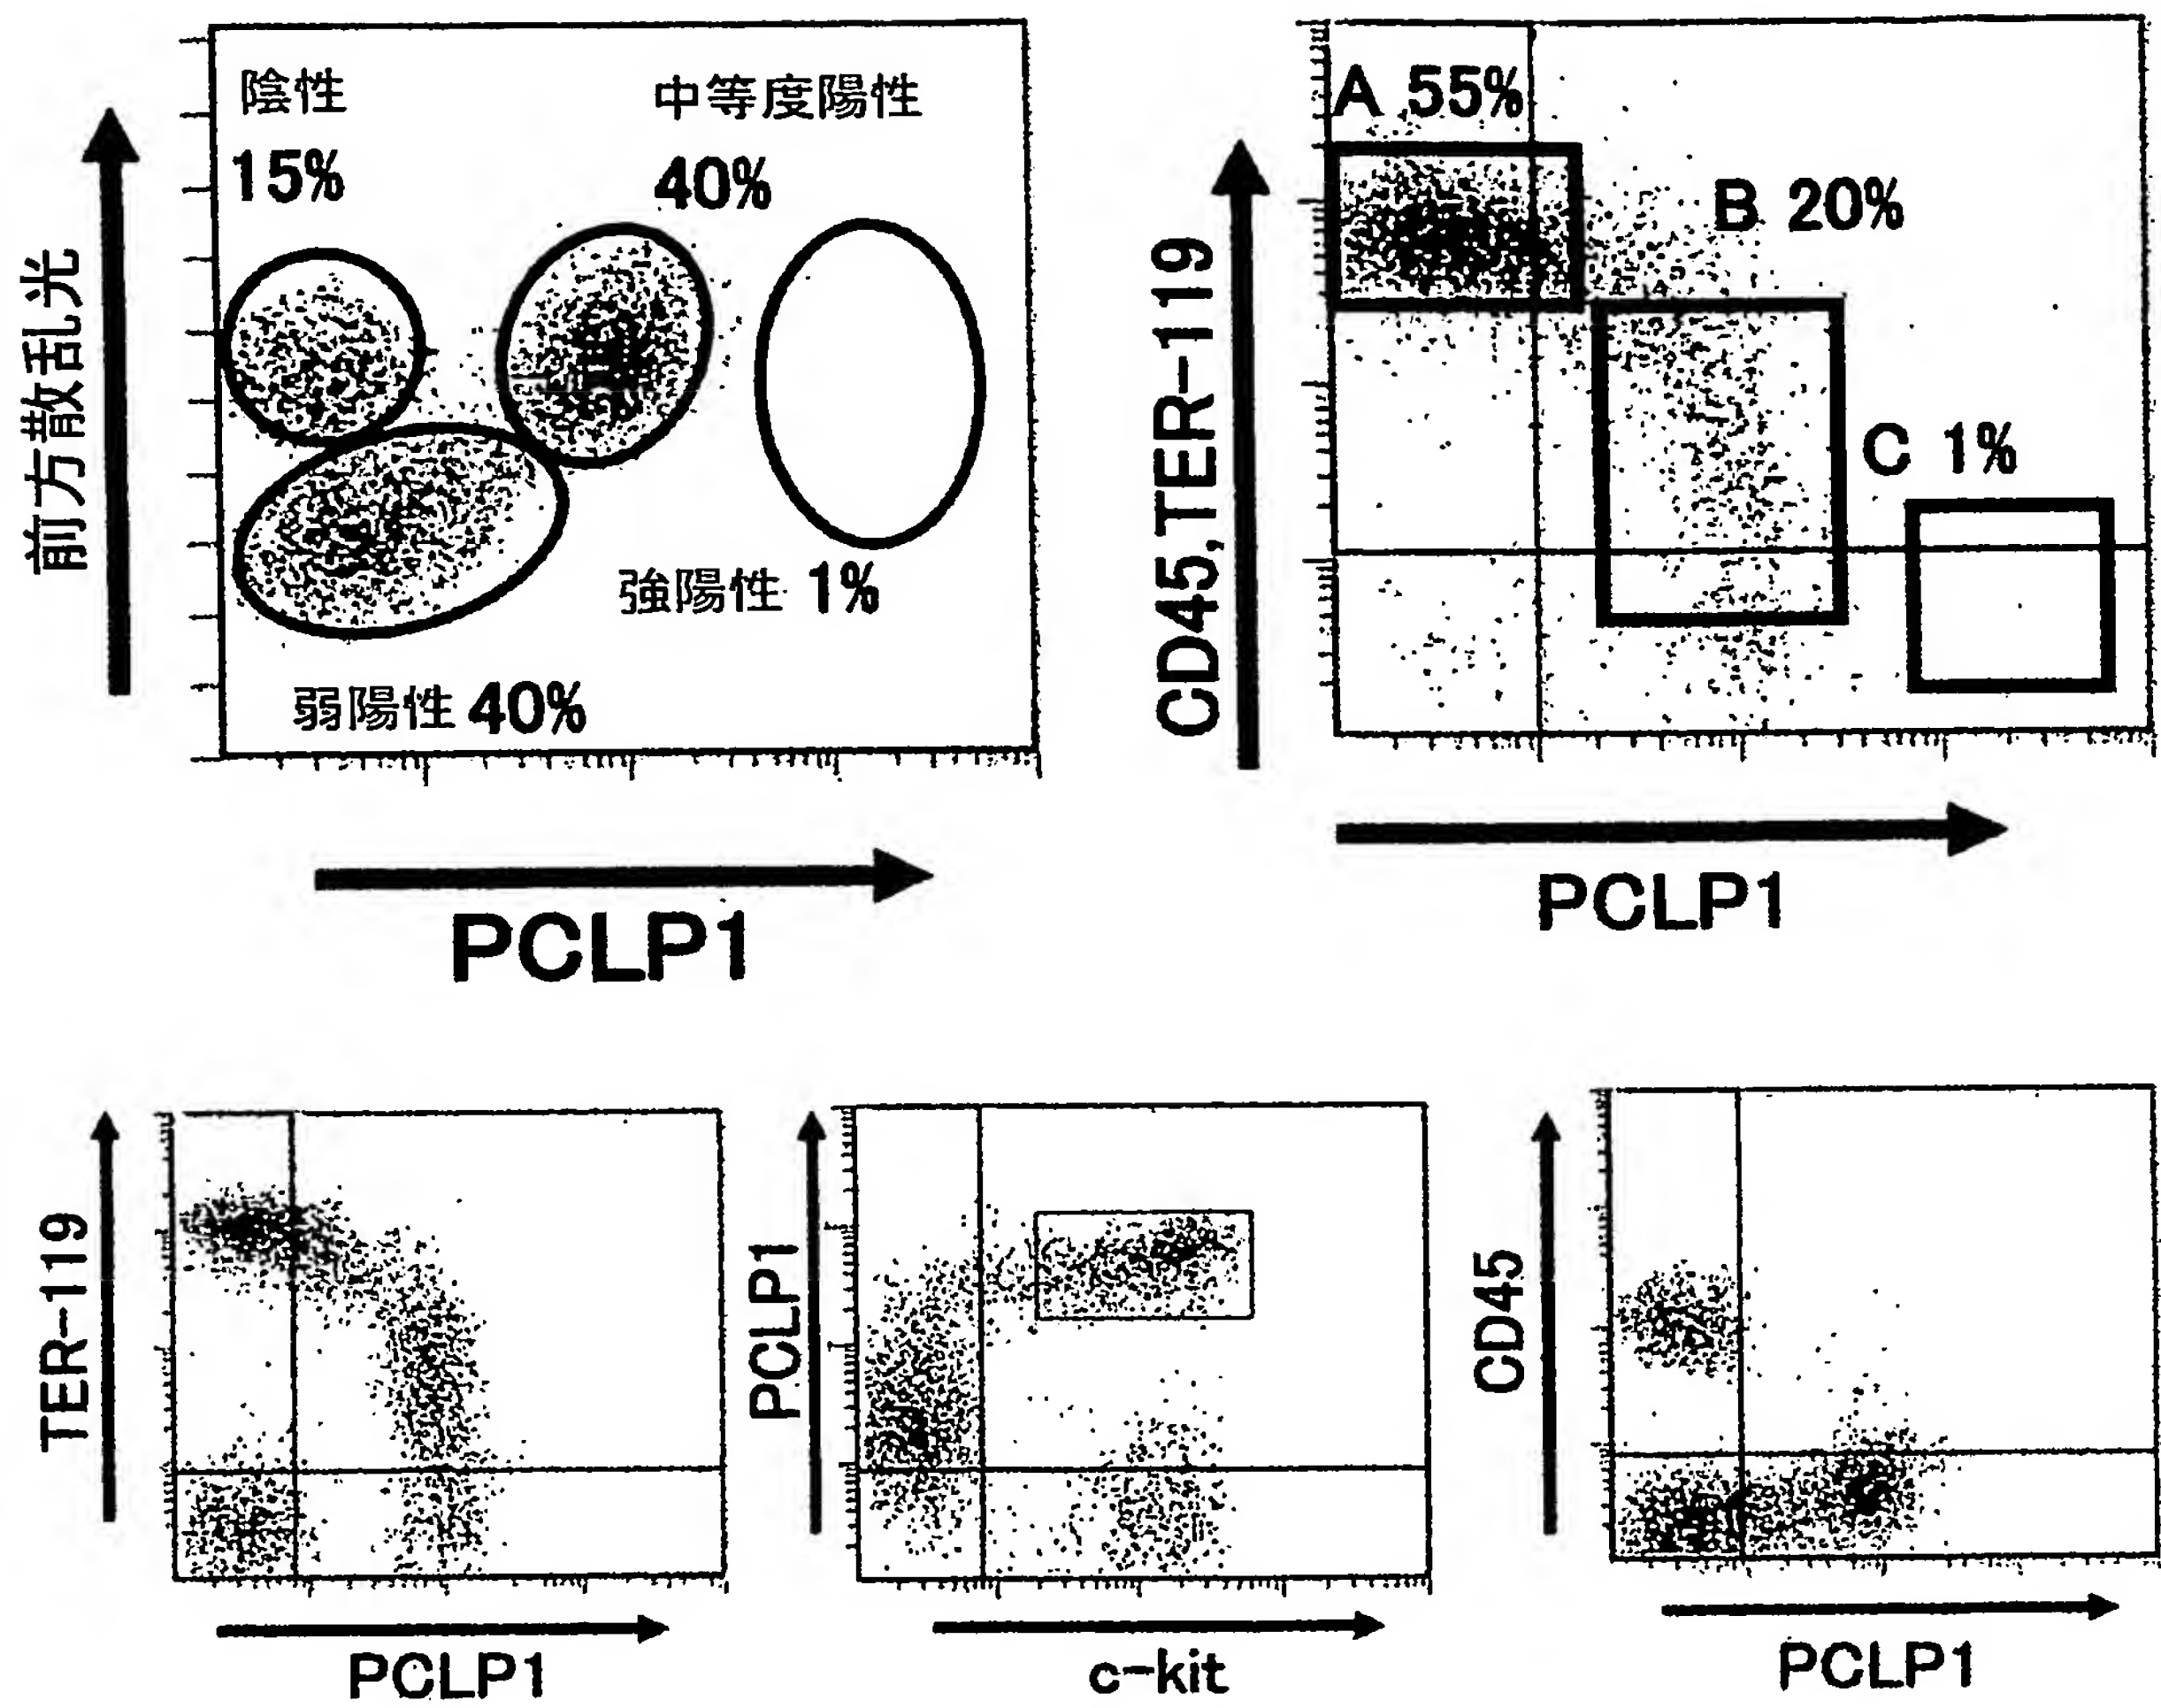 陰性
15%
中等度陽性
40%
強陽性 1%
弱陽性 40%
前方散乱光
PCLP1
A 55%
B 20%
C 1%
CD45,TER-119
PCLP1
TER-119
PCLP1
PCLP1
c-kit
CD45
PCLP1